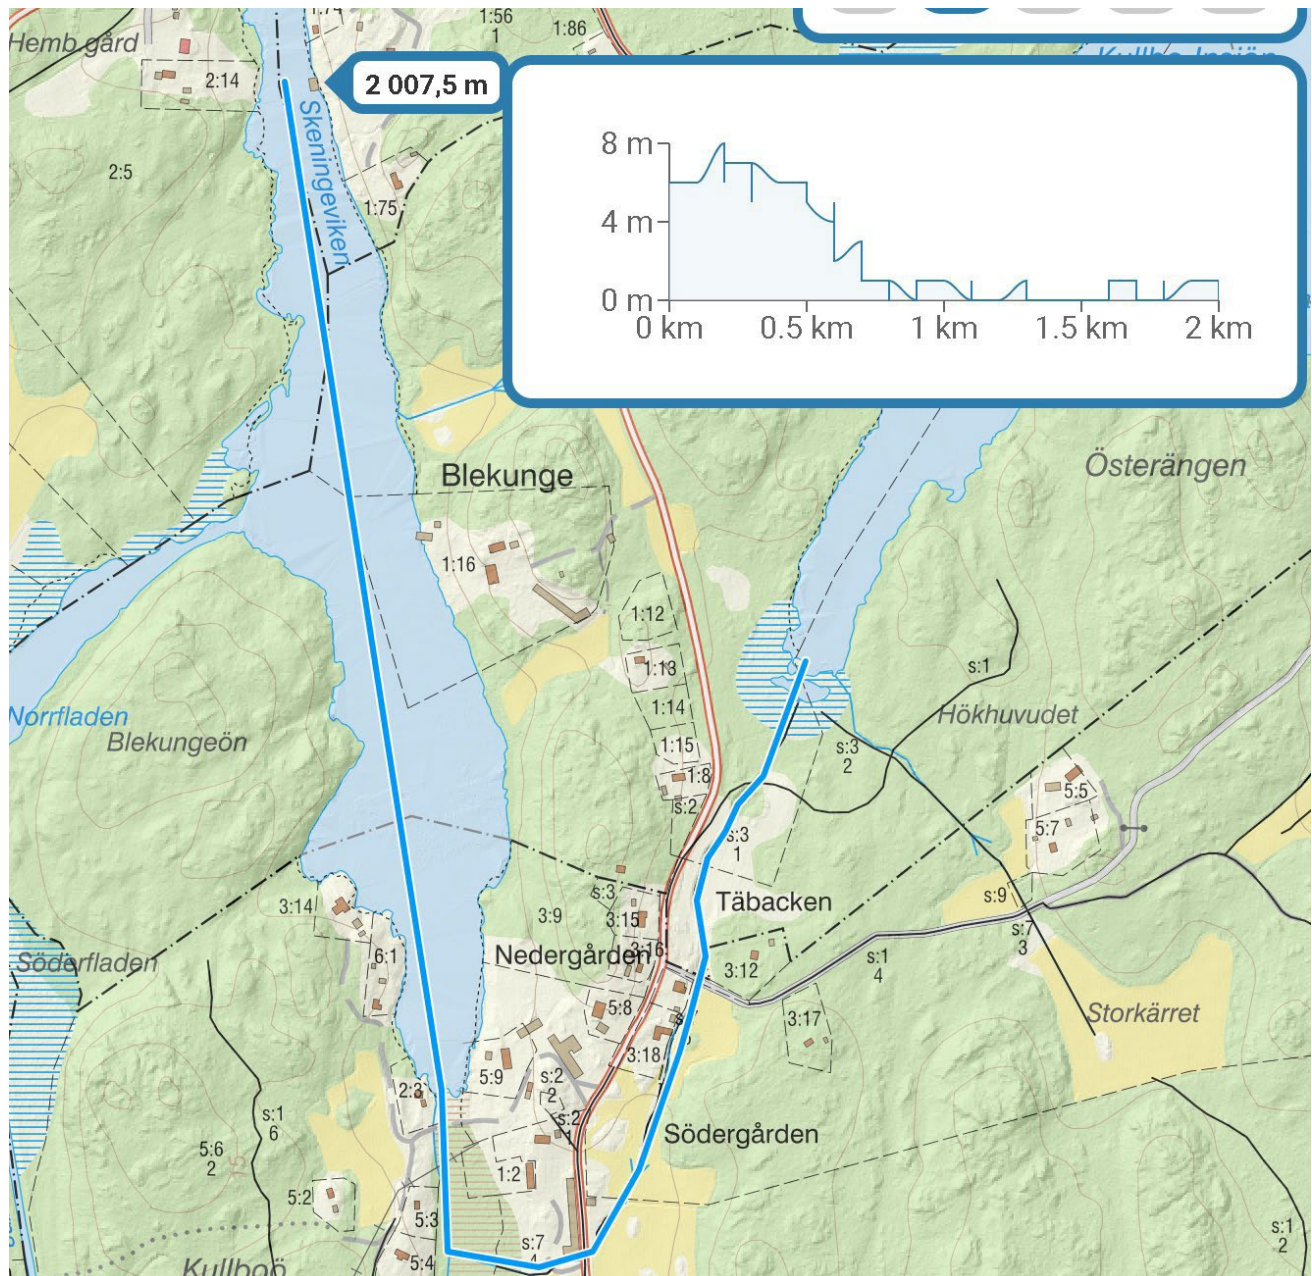 1:56
1
1:86
Hemb.gård
2:14
2 007,5 m
Skeningeviken
2:5
1:75
8 m
4 m
0 m
0 km
0.5 km
1 km
1.5 km
2 km
Österängen
Blekunge
1:16
1:12
1:13
s:1
1:14
Norrfladen
Blekungeön
Hökhuvudet
1:15
s:3
2
1:8
5:5
s:2
5:7
s:3
1
s:3
s:9
3:14
3:9
3:15
Täbacken
s:7
3
3:16
Nedergården
6:1
Söderfladen
3:12
s:1
4
5:8
3:17
Storkärret
3:18
5:9
s:2
2
2:3
s:1
6
s:2
1
Södergården
5:6
2
1:2
5:2
5:3
s:7
4
s:1
2
5:4
Kullboö